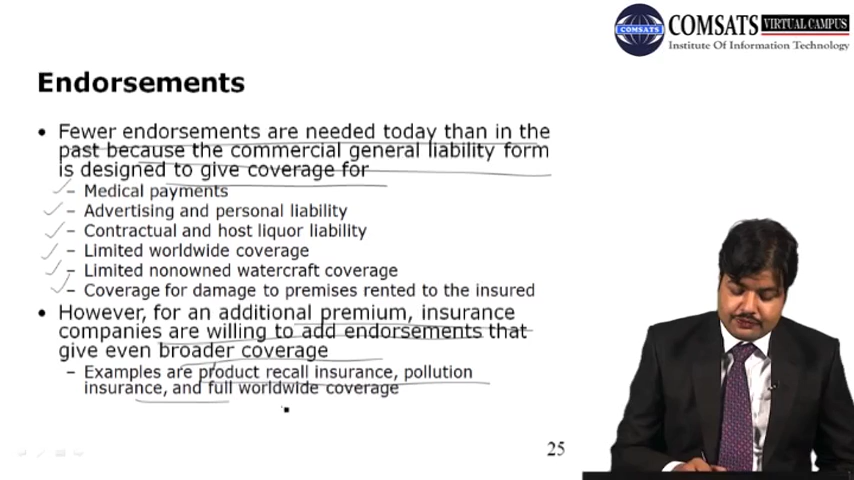 COMSATS VIRTUAL CAMPUS
Institute Of Information Technology
Endorsements
• Fewer endorsements are needed today than in the
past because the commercial general liability form
is designed to give coverage for
– Medical payments
– Advertising and personal liability
– Contractual and host liquor liability
– Limited worldwide coverage
– Limited nonowned watercraft coverage
– Coverage for damage to premises rented to the insured
• However, for an additional premium, insurance
companies are willing to add endorsements that
give even broader coverage
– Examples are product recall insurance, pollution
insurance, and full worldwide coverage
25